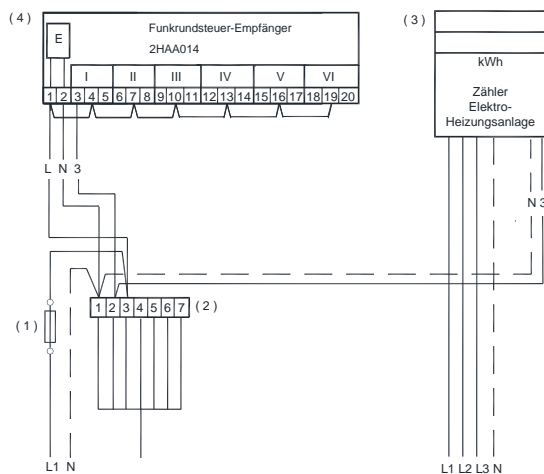 ( 4 )
Funkrundsteuer-Empfänger
2HAA014
E
I II III IV V VI
1 2 3 4 5 6 7 8 9 10 11 12 13 14 15 16 17 18 19 20
( 3 )
kWh
Zähler
Elektro-
Heizungsanlage
L N 3
N 3
( 1 )
1 2 3 4 5 6 7
( 2 )
L1 N
L1 L2 L3 N